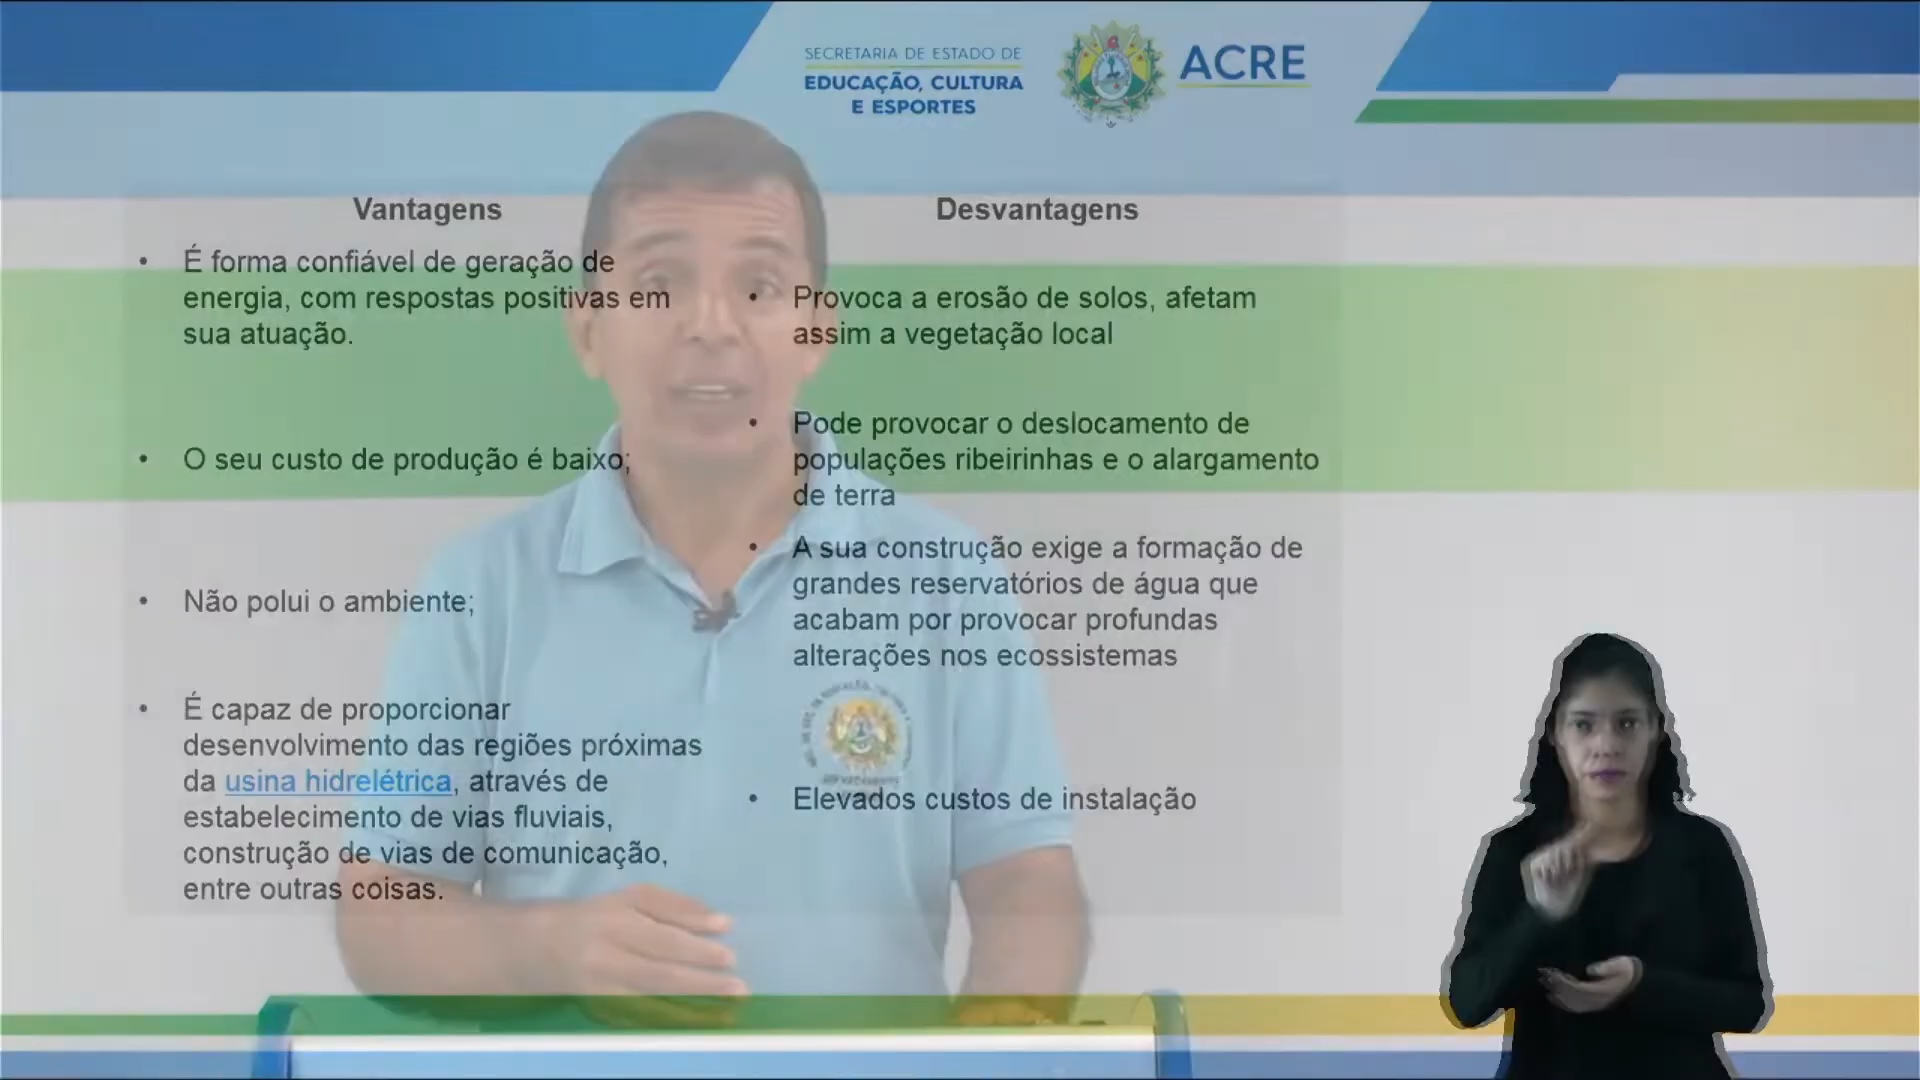 SECRETARIA DE ESTADO DE
EDUCAÇÃO, CULTURA
E ESPORTES
ACRE
Vantagens
• É forma confiável de geração de
energia, com respostas positivas em
sua atuação.
• O seu custo de produção é baixo;
• Não polui o ambiente;
• É capaz de proporcionar
desenvolvimento das regiões próximas
da usina hidrelétrica, através de
estabelecimento de vias fluviais,
construção de vias de comunicação,
entre outras coisas.
Desvantagens
• Provoca a erosão de solos, afetam
assim a vegetação local
• Pode provocar o deslocamento de
populações ribeirinhas e o alargamento
de terra
• A sua construção exige a formação de
grandes reservatórios de água que
acabam por provocar profundas
alterações nos ecossistemas
• Elevados custos de instalação